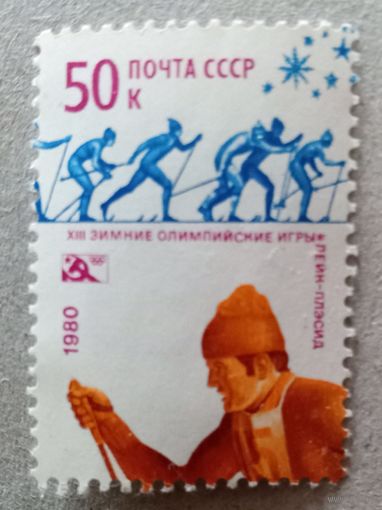 50 ПОЧТА СССР
К
XIII ЗИМНИЕ ОЛИМПИЙСКИЕ ИГРЫ* ЛЕЙК-ПЛЭСИД
1980